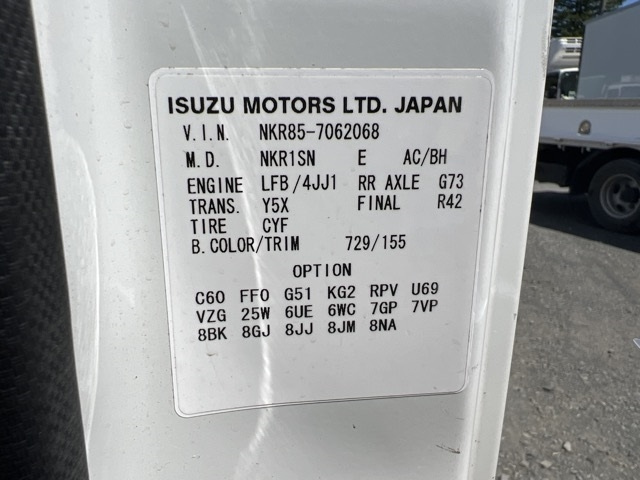 ISUZU MOTORS LTD. JAPAN
V.I.N. NKR85-7062068
M.D. NKR1SN E AC/BH
ENGINE LFB/4JJ1 RR AXLE G73
TRANS. Y5X FINAL R42
TIRE CYF
B.COLOR/TRIM 729/155
OPTION
C60 FF0 G51 KG2 RPV U69
VZG 25W 6UE 6WC 7GP 7VP
8BK 8GJ 8JJ 8JM 8NA